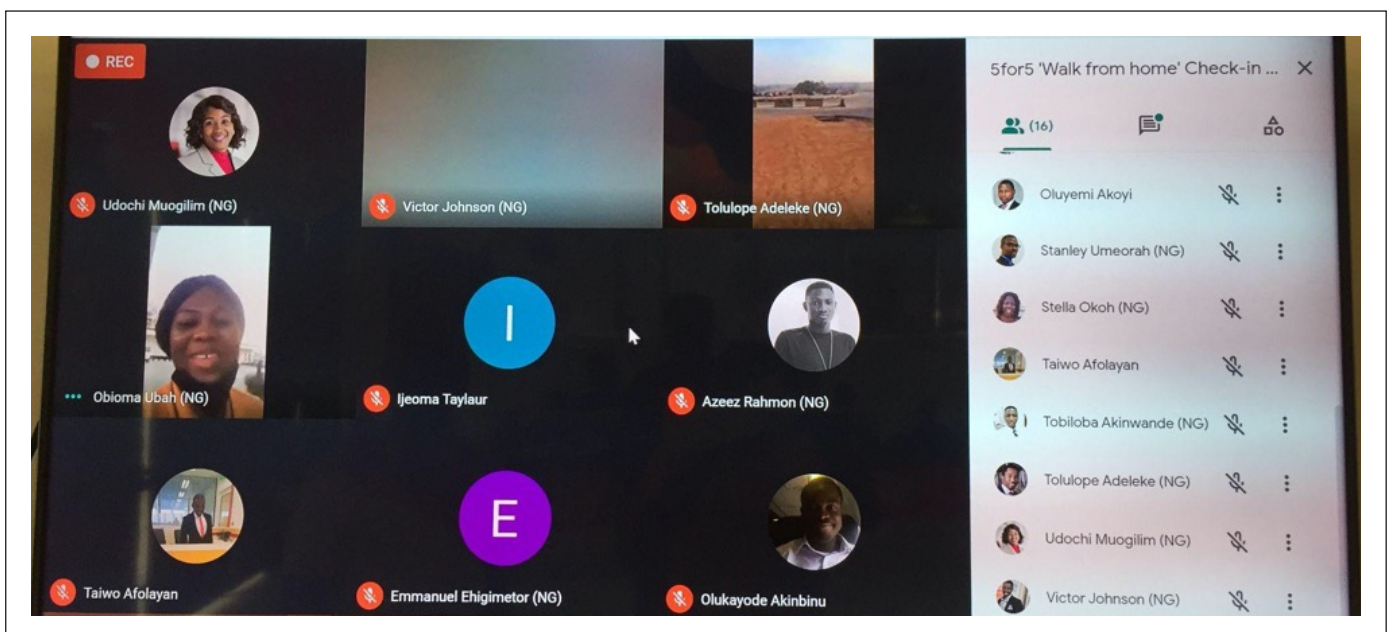 REC
Udochi Muogilim (NG)
Victor Johnson (NG)
Tolulope Adeleke (NG)
Obioma Ubah (NG)
I
Ijeoma Taylaur
Azeez Rahmon (NG)
Taiwo Afolayan
E
Emmanuel Ehigimetor (NG)
Olukayode Akinbinu
5for5 'Walk from home' Check-in ...
(16)
Oluyemi Akoyi
Stanley Umeorah (NG)
Stella Okoh (NG)
Taiwo Afolayan
Tobiloba Akinwande (NG)
Tolulope Adeleke (NG)
Udochi Muogilim (NG)
Victor Johnson (NG)